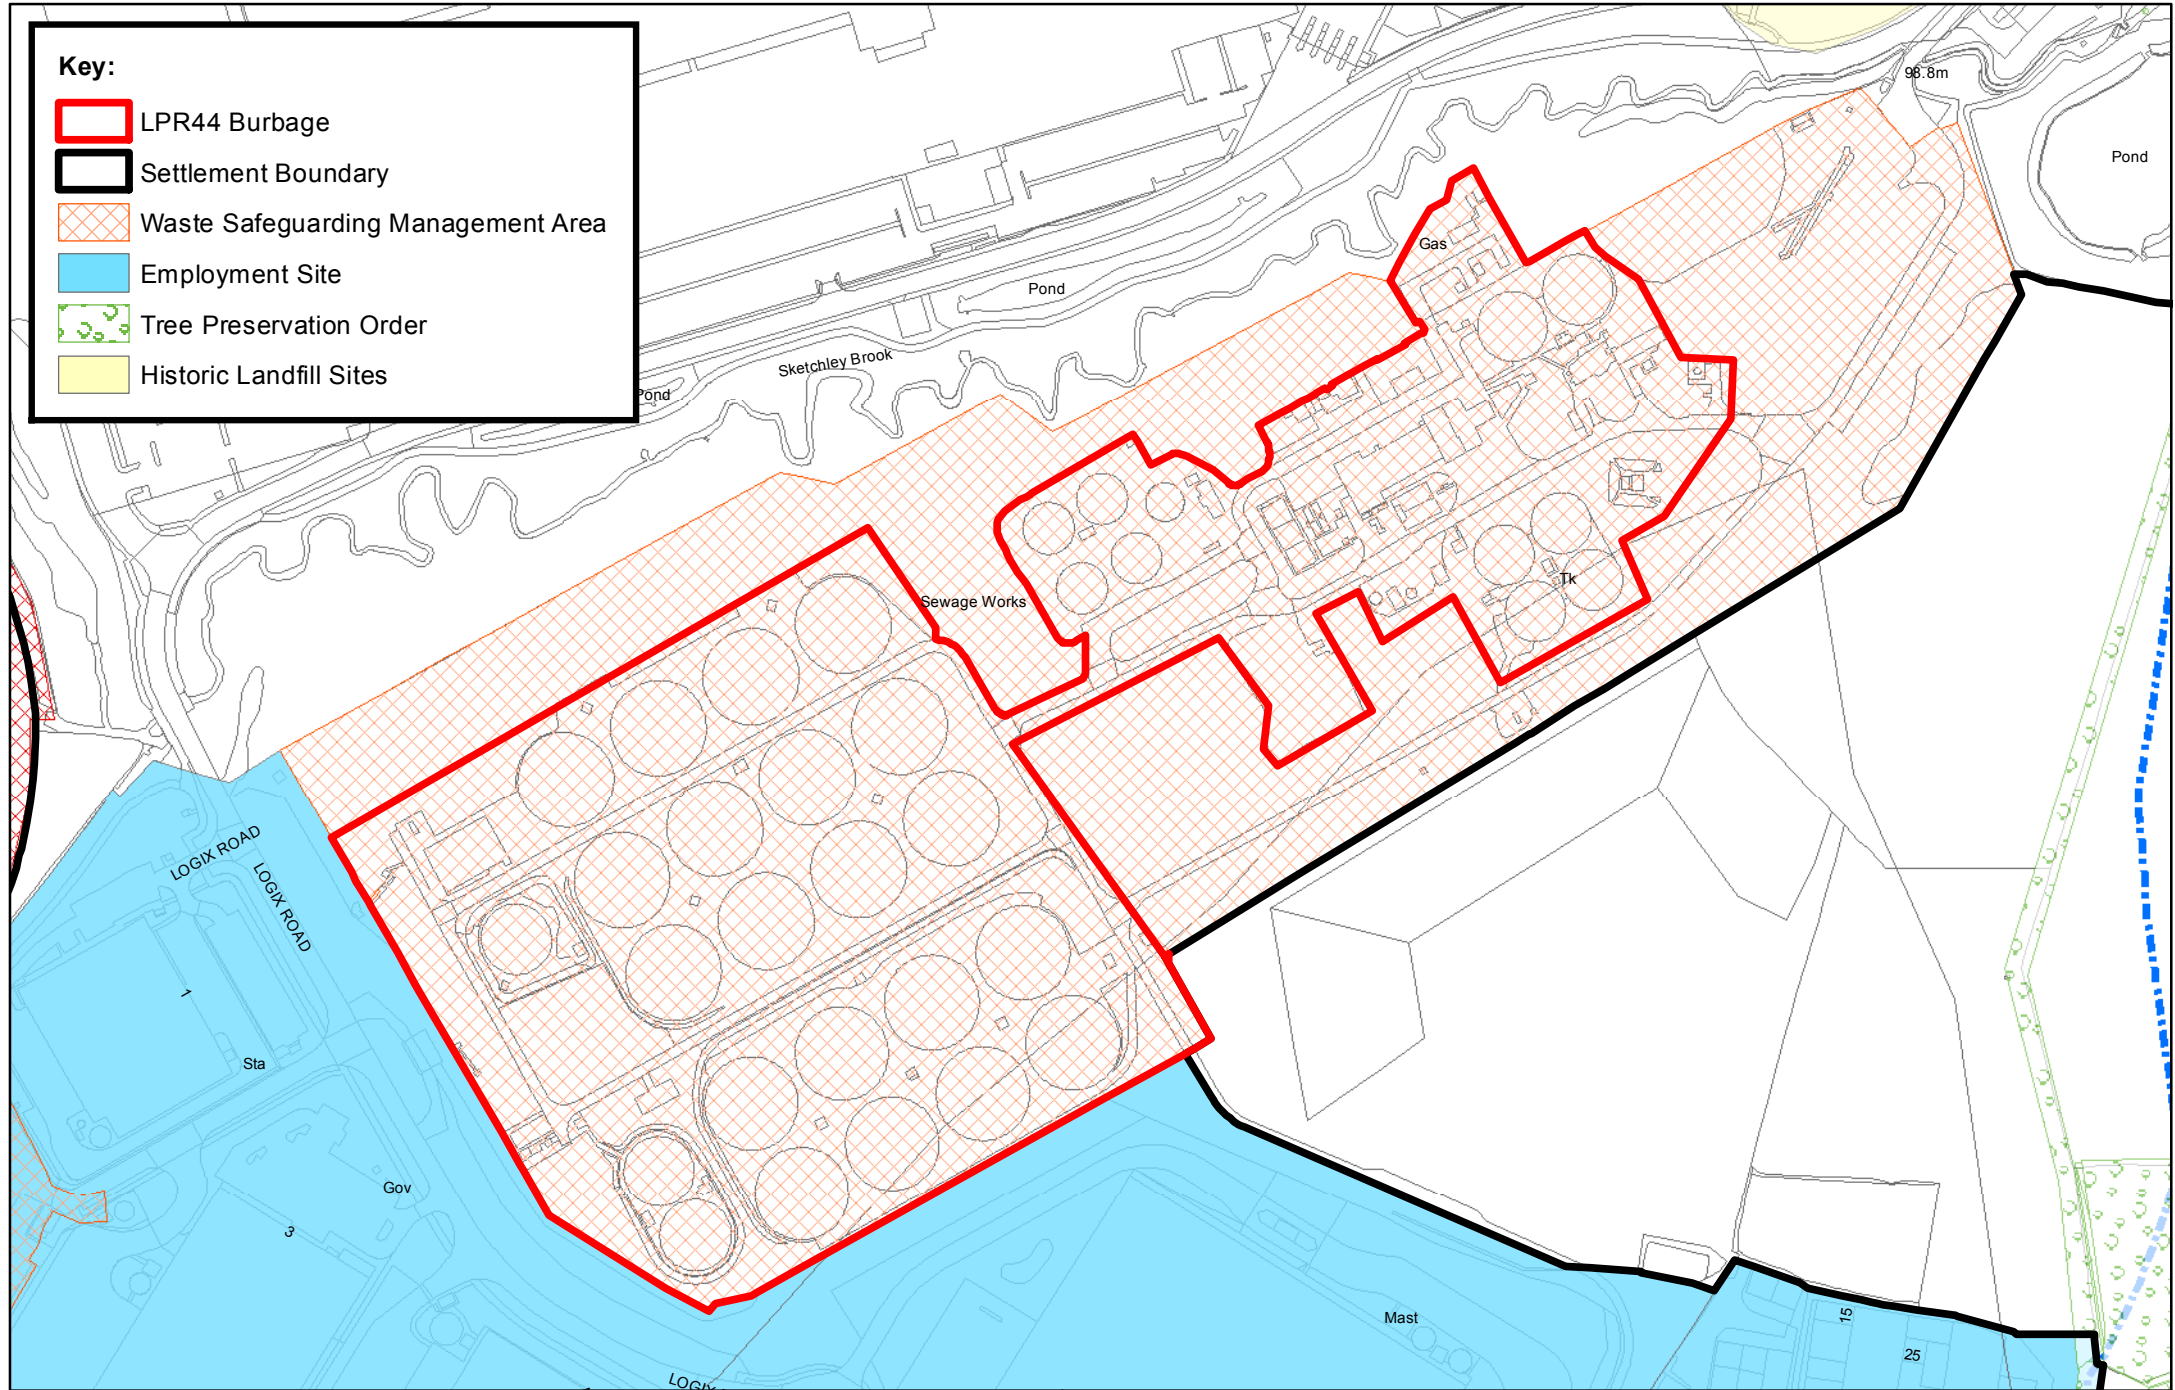 Key:
LPR44 Burbage
Settlement Boundary
Waste Safeguarding Management Area
Employment Site
Tree Preservation Order
Historic Landfill Sites
98.8m
Pond
Gas
Pond
Sketchley Brook
Pond
Tk
Sewage Works
LOGIX ROAD
LOGIX ROAD
1
Sta
Gov
3
Mast
15
25